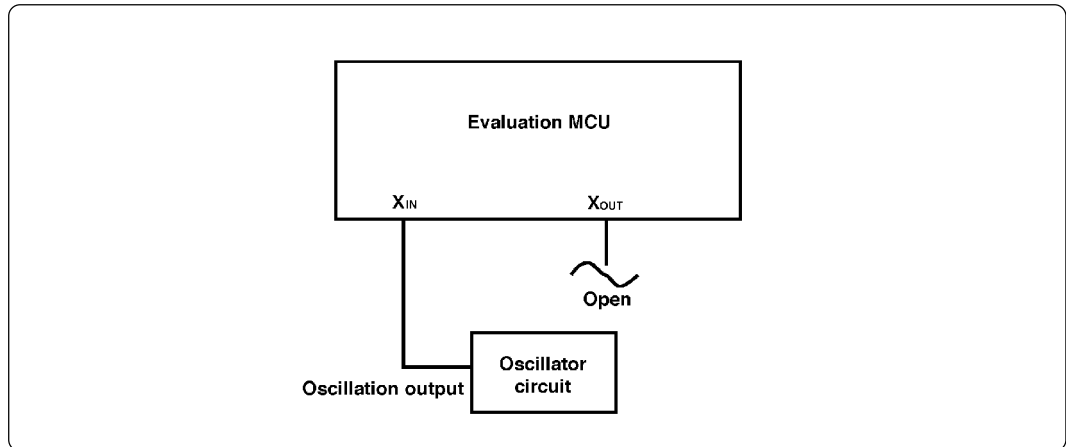 Evaluation MCU
XIN XOUT
Open
Oscillator
circuit
Oscillation output